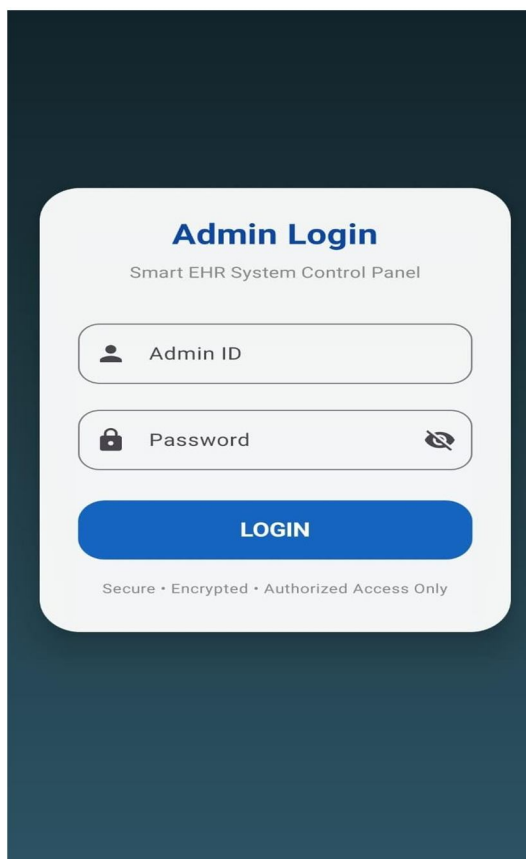 Admin Login
Smart EHR System Control Panel
Admin ID
Password
LOGIN
Secure • Encrypted • Authorized Access Only